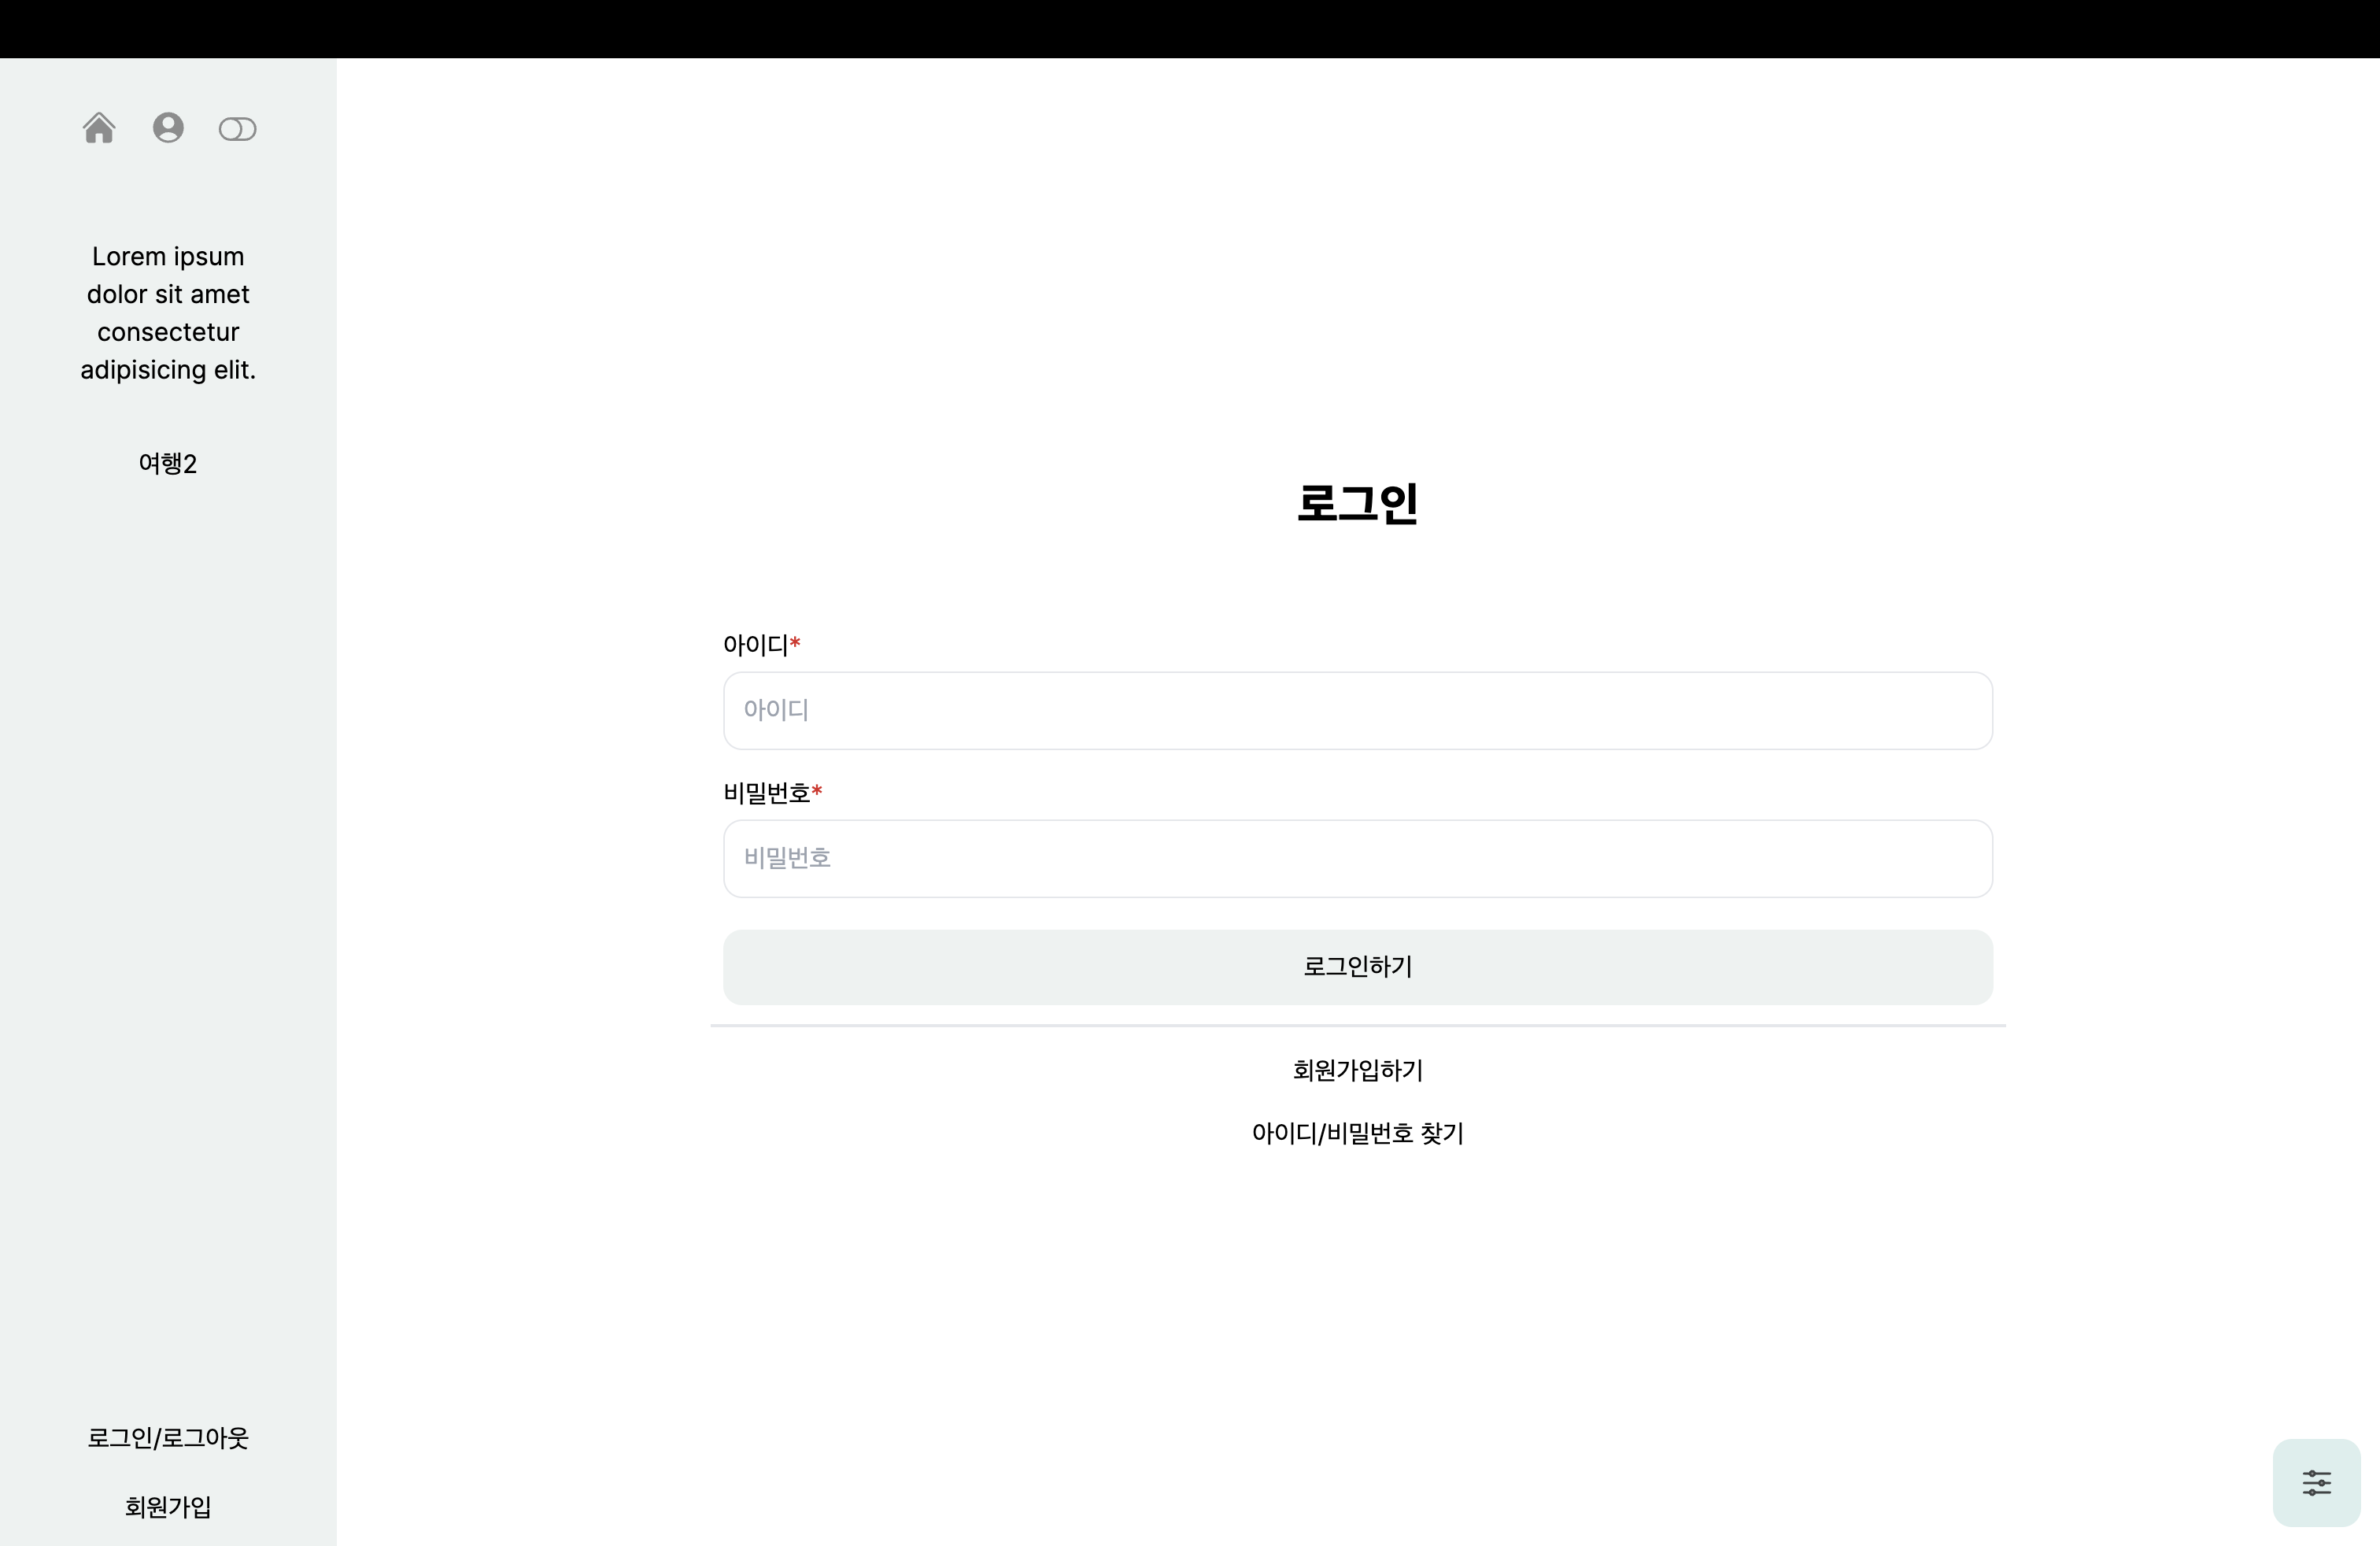 Lorem ipsum
dolor sit amet
consectetur
adipisicing elit.
여행2
로그인/로그아웃
회원가입
로그인
아이디*
아이디
비밀번호*
비밀번호
로그인하기
회원가입하기
아이디/비밀번호 찾기